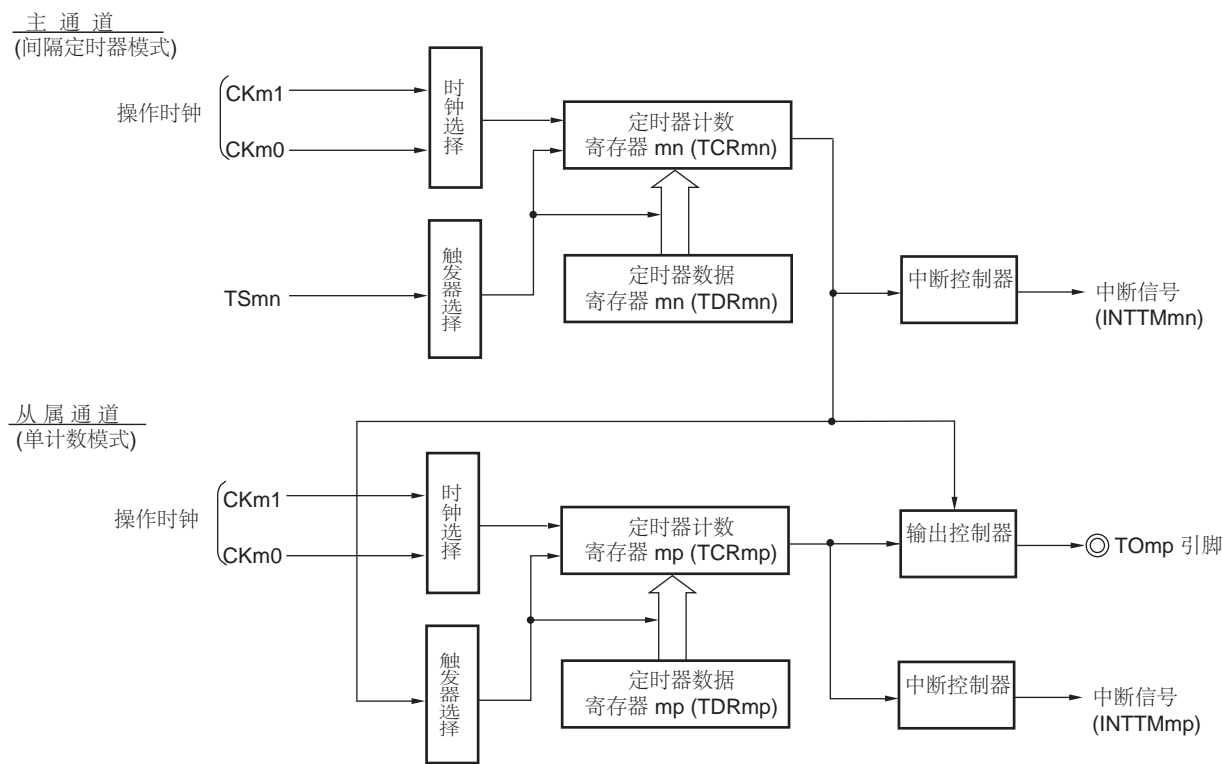 主 通 道
(间隔定时器模式)
操作时钟
CKm1
CKm0
时钟选择
定时器计数
寄存器 mn (TCRmn)
TSmn
触发器选择
定时器数据
寄存器 mn (TDRmn)
中断控制器
中断信号
(INTTMmn)
从 属 通 道
(单计数模式)
操作时钟
CKm1
CKm0
时钟选择
定时器计数
寄存器 mp (TCRmp)
输出控制器
TOmp 引脚
触发器选择
定时器数据
寄存器 mp (TDRmp)
中断控制器
中断信号
(INTTMmp)